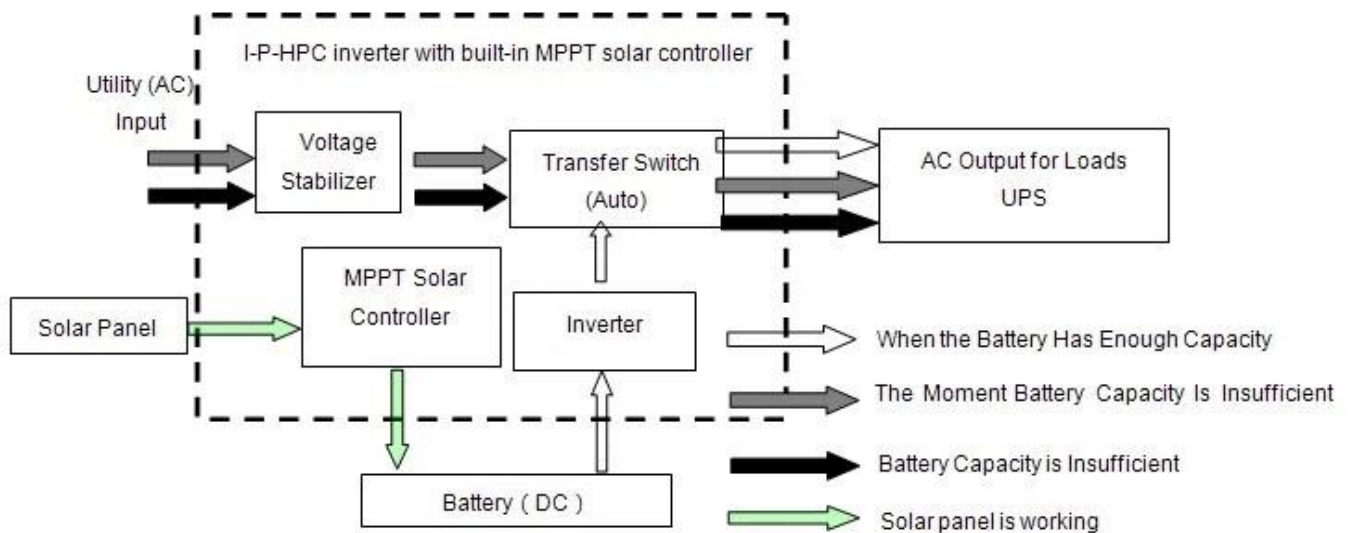 I-P-HPC inverter with built-in MPPT solar controller
Utility (AC)
Input
Voltage
Stabilizer
Transfer Switch
(Auto)
AC Output for Loads
UPS
MPPT Solar
Controller
Solar Panel
Inverter
Battery ( DC )
When the Battery Has Enough Capacity
The Moment Battery Capacity Is Insufficient
Battery Capacity is Insufficient
Solar panel is working